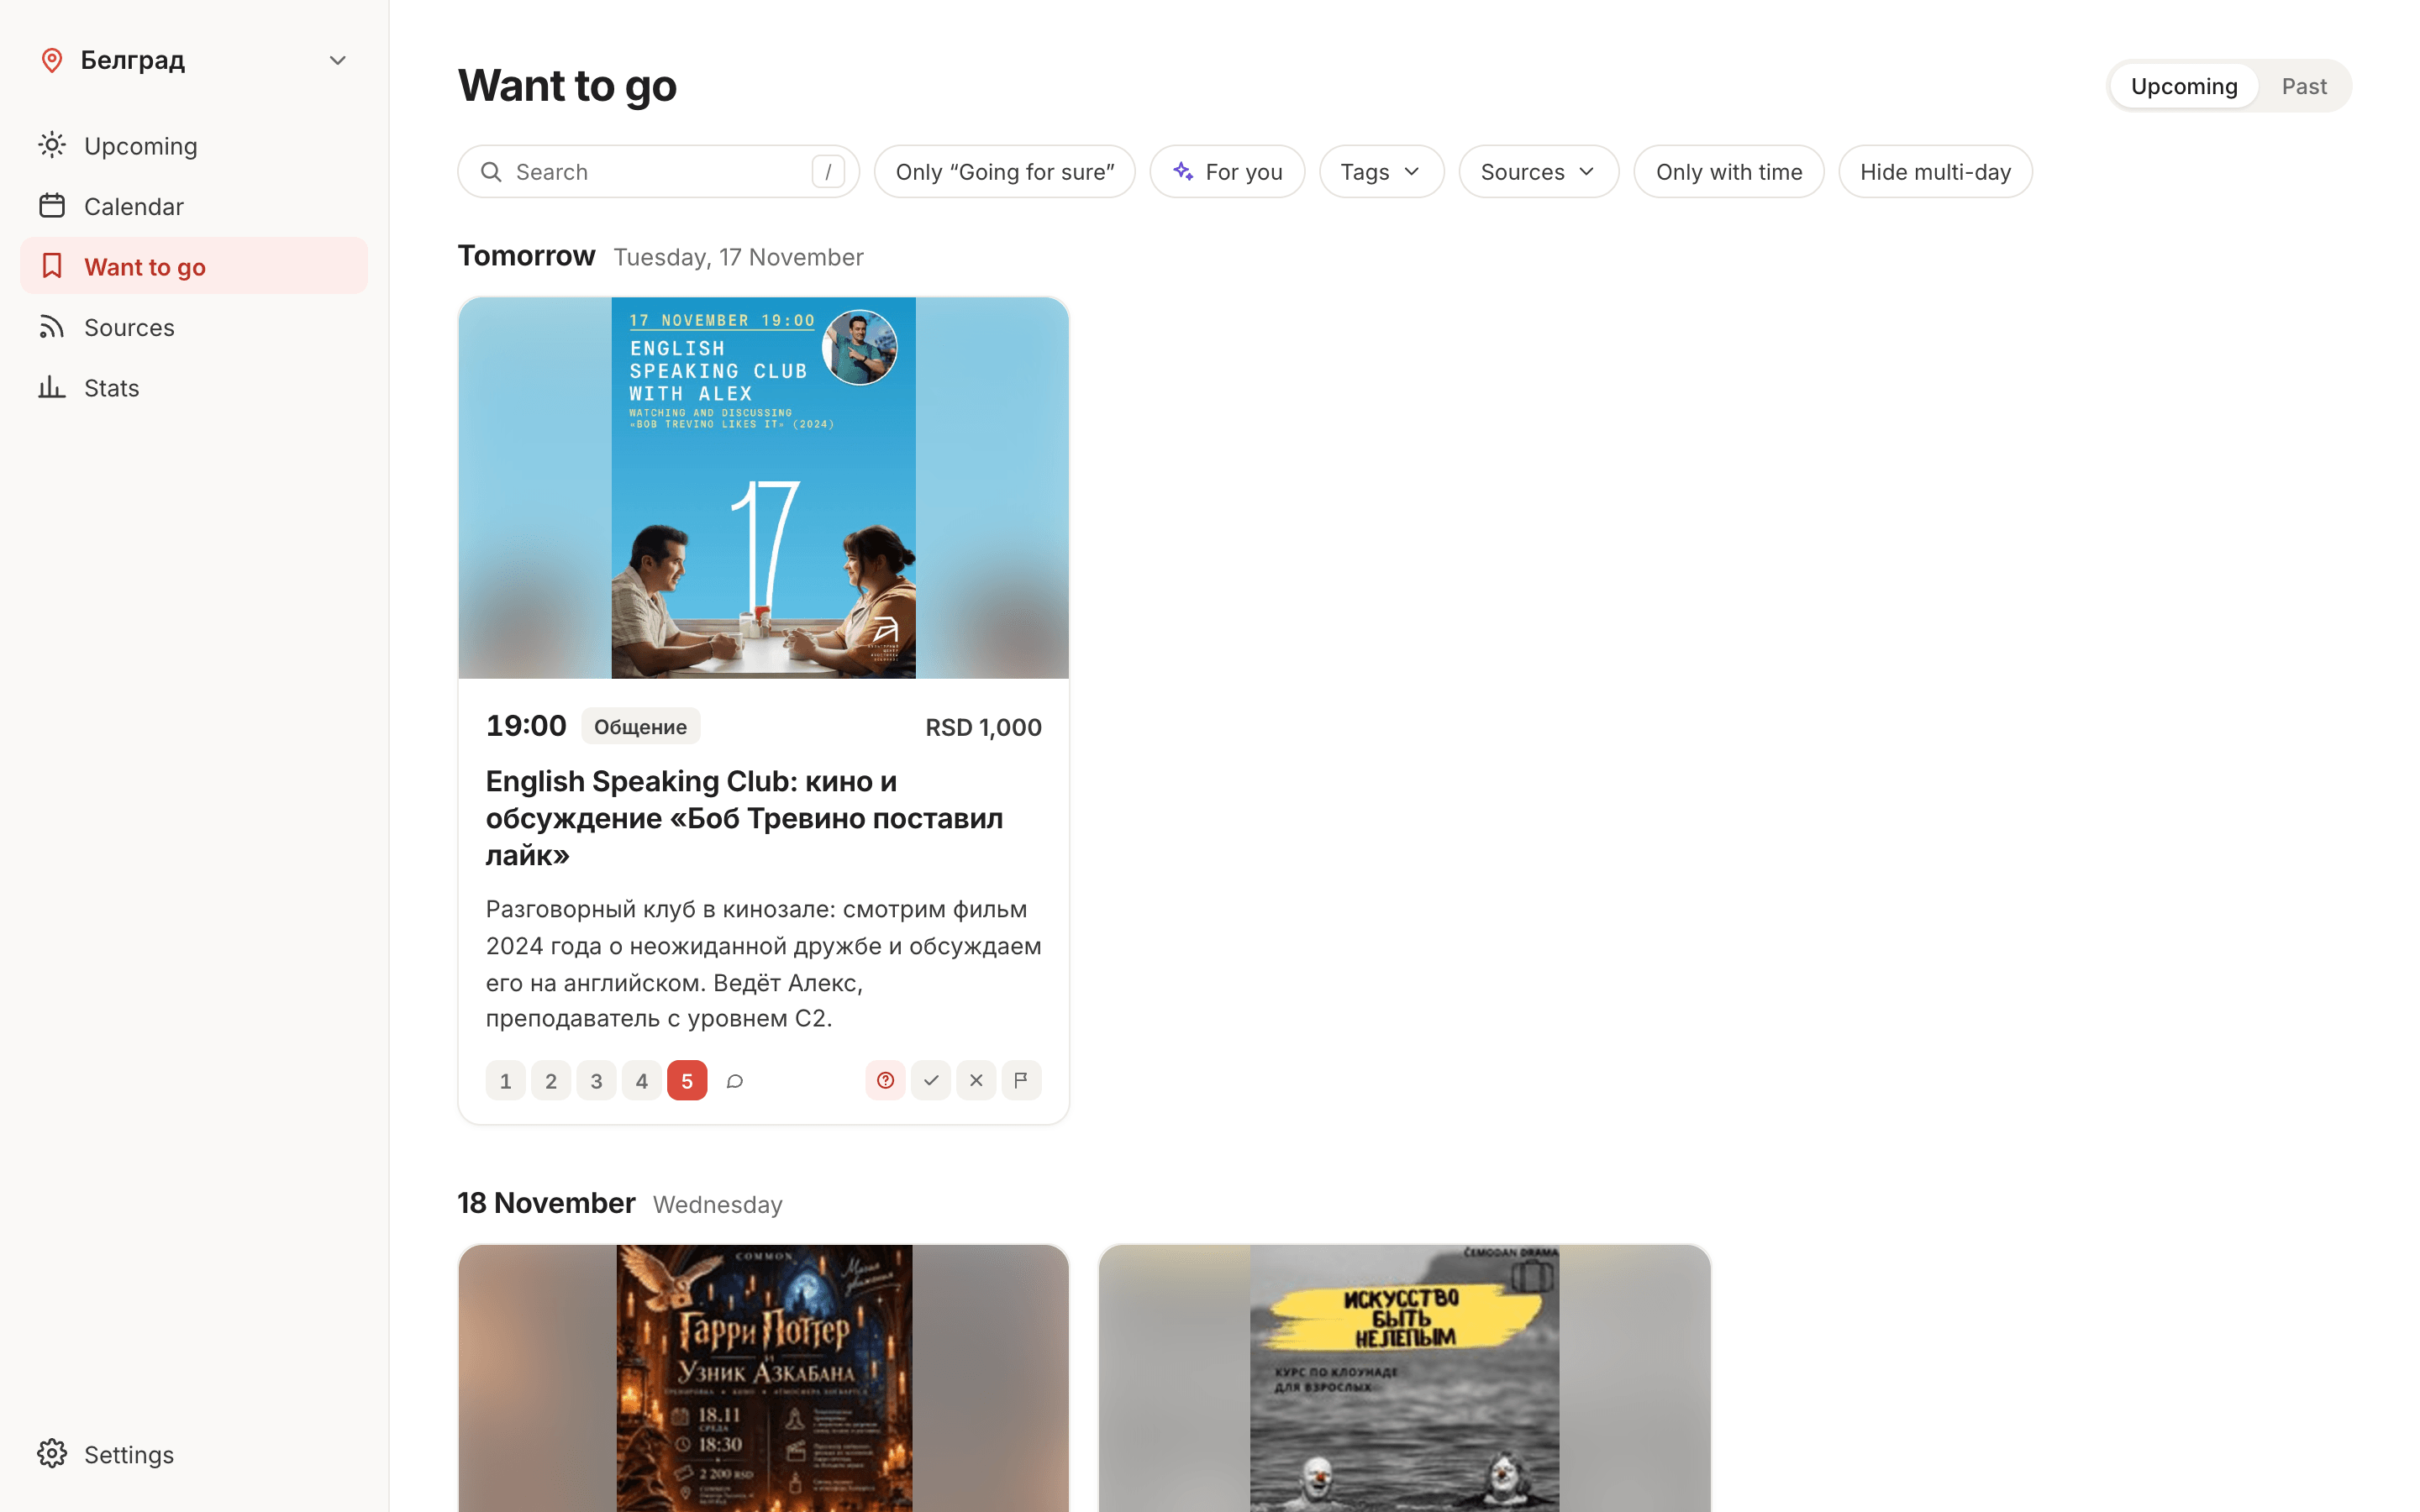 Белград
Upcoming
Calendar
Want to go
Sources
Stats
Settings
Want to go
Upcoming
Past
Search
/
Only “Going for sure”
For you
Tags
Sources
Only with time
Hide multi-day
Tomorrow
Tuesday, 17 November
17 NOVEMBER 19:00
ENGLISH
SPEAKING CLUB
WITH ALEX
WATCHING AND DISCUSSING
«BOB TREVINO LIKES IT» (2024)
17
19:00
Общение
RSD 1,000
English Speaking Club: кино и
обсуждение «Боб Тревино поставил
лайк»
Разговорный клуб в кинозале: смотрим фильм
2024 года о неожиданной дружбе и обсуждаем
его на английском. Ведёт Алекс,
преподаватель с уровнем C2.
1 2 3 4 5
18 November
Wednesday
COMMON
Магия
движения
Гарри Поттер
и
Узник Азкабана
18.11
СРЕДА
18:30
2 200 RSD
ČEMODAN DRAMA
ИСКУССТВО
БЫТЬ
НЕЛЕПЫМ
КУРС ПО КЛОУНАДЕ
ДЛЯ ВЗРОСЛЫХ